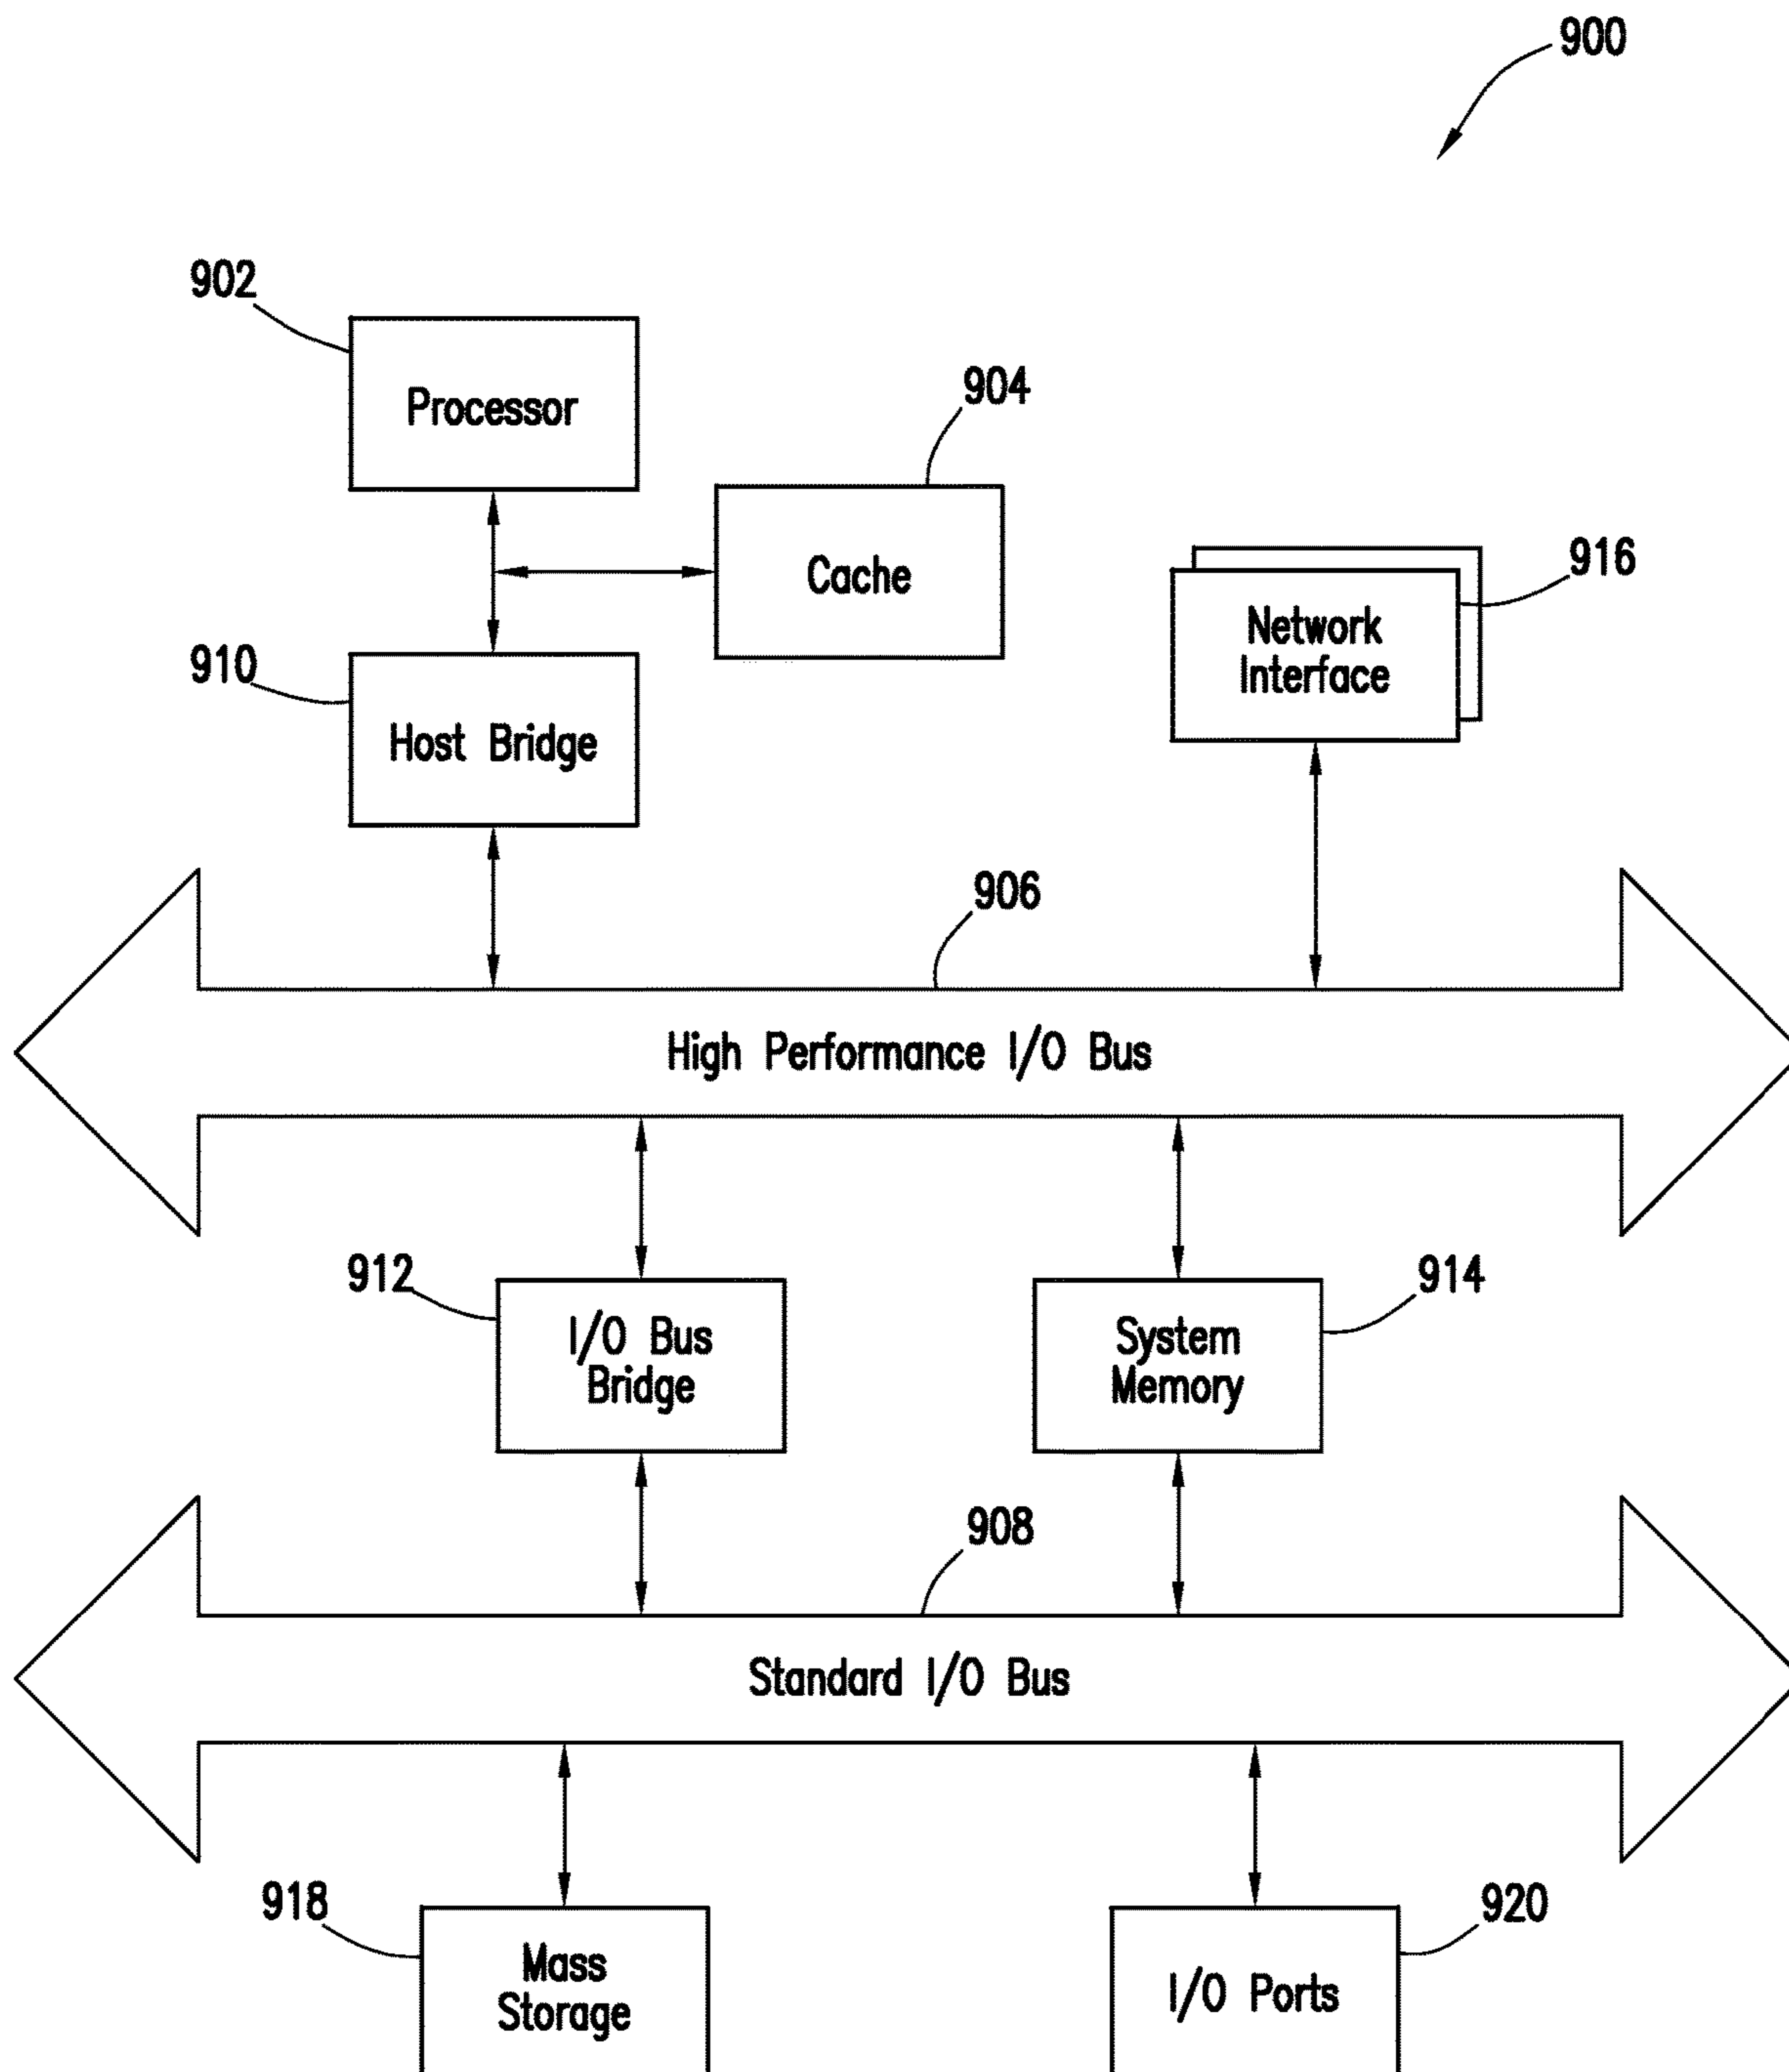 900
902
Processor
904
Cache
916
Network
Interface
910
Host Bridge
906
High Performance I/O Bus
912
I/O Bus
Bridge
914
System
Memory
908
Standard I/O Bus
918
Mass
Storage
920
I/O Ports